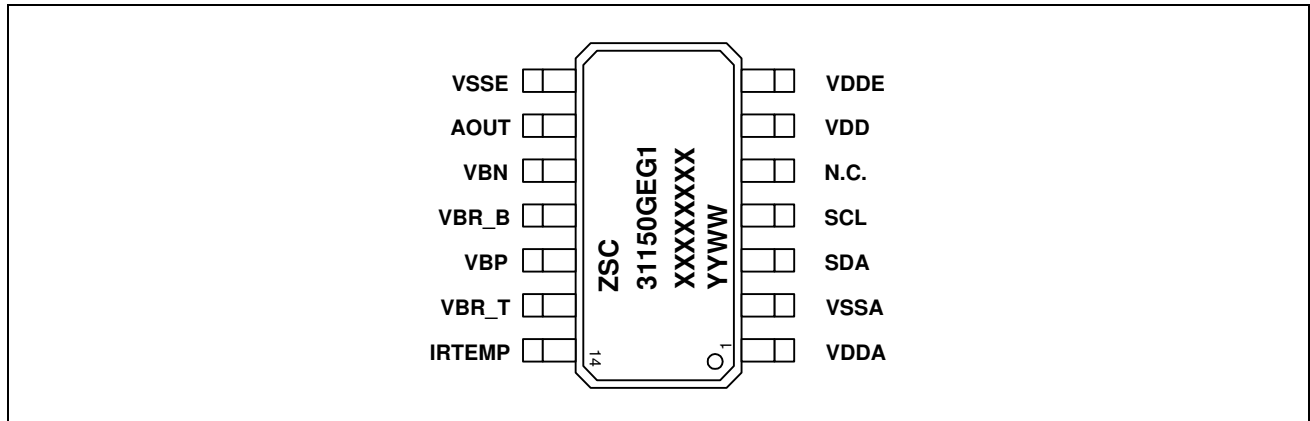 VSSE
AOUT
VBN
VBR_B
VBP
VBR_T
IRTEMP
ZSC
31150GEG1
XXXXXXXX
YYWW
14
1
VDDE
VDD
N.C.
SCL
SDA
VSSA
VDDA